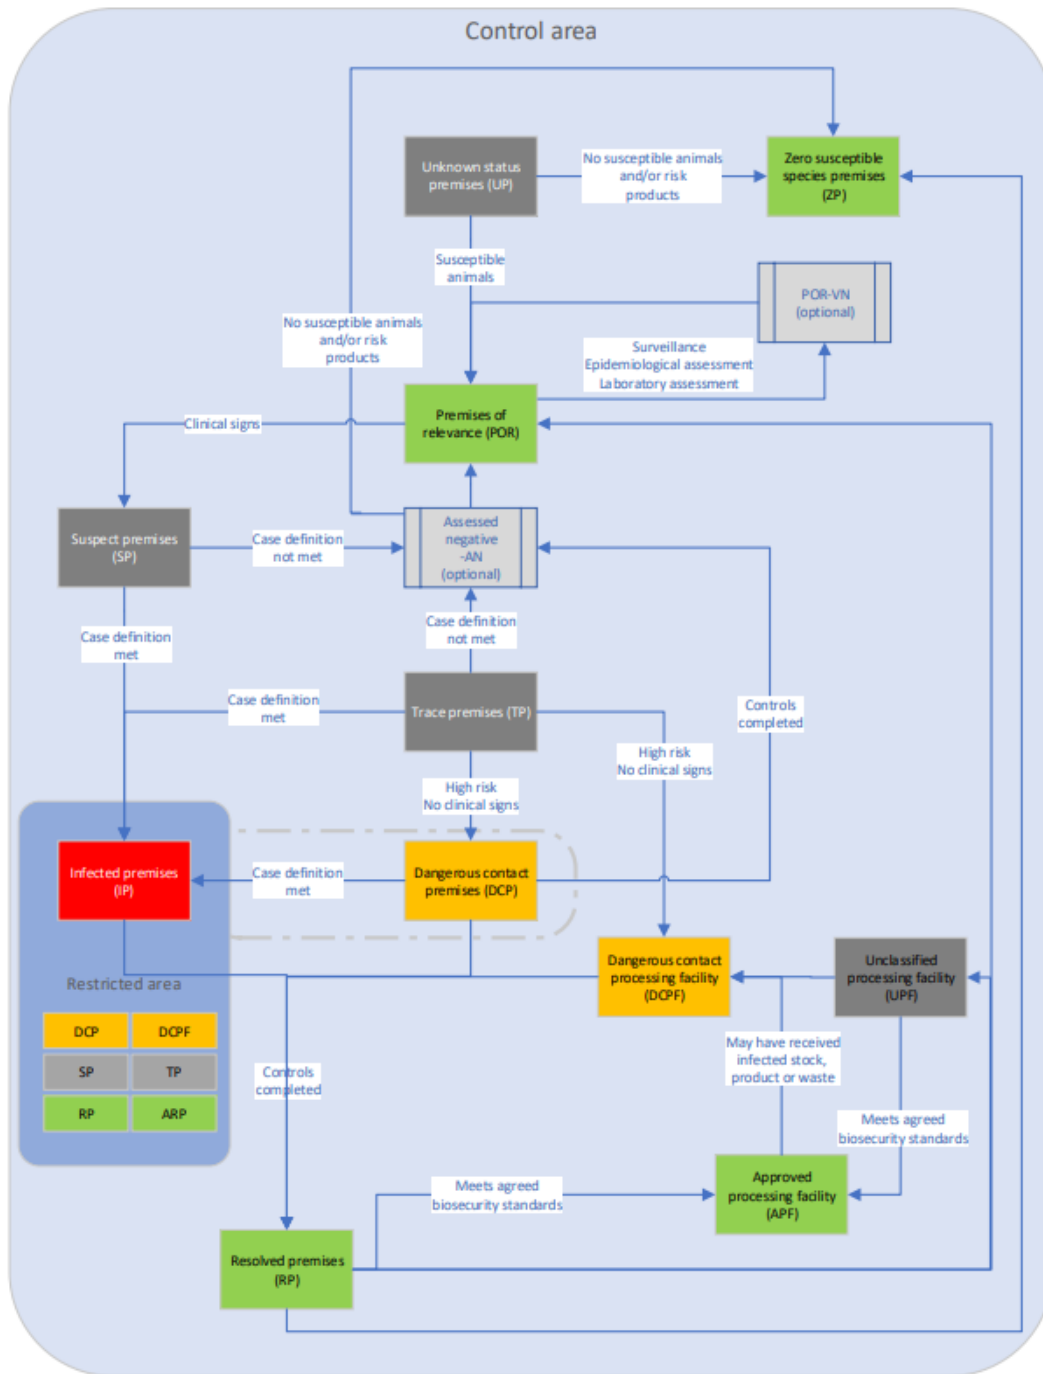 Control area
Unknown status
premises (UP)
No susceptible animals
and/or risk
products
Zero susceptible
species premises
(ZP)
Susceptible
animals
POR-VN
(optional)
No susceptible animals
and/or risk
products
Surveillance
Epidemiological assessment
Laboratory assessment
Premises of
relevance (POR)
Clinical signs
Suspect premises
(SP)
Case definition
not met
Assessed
negative
-AN
(optional)
Case definition
met
Case definition
not met
Case definition
met
Trace premises (TP)
Controls
completed
High risk
No clinical signs
High risk
No clinical signs
Infected premises
(IP)
Case definition
met
Dangerous contact
premises (DCP)
Dangerous contact
processing facility
(DCPF)
Unclassified
processing facility
(UPF)
Restricted area
DCP
DCPF
SP
TP
RP
ARP
Controls
completed
May have received
infected stock,
product or waste
Meets agreed
biosecurity standards
Meets agreed
biosecurity standards
Approved
processing facility
(APF)
Resolved premises
(RP)